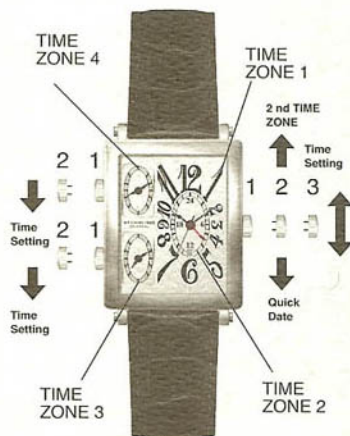 TIME
ZONE 4
TIME
ZONE 1
2 nd TIME
ZONE
Time
Setting
2 1
1 2 3
Time
Setting
2 1
Time
Setting
Quick
Date
12
24
6
TIME
ZONE 3
TIME
ZONE 2